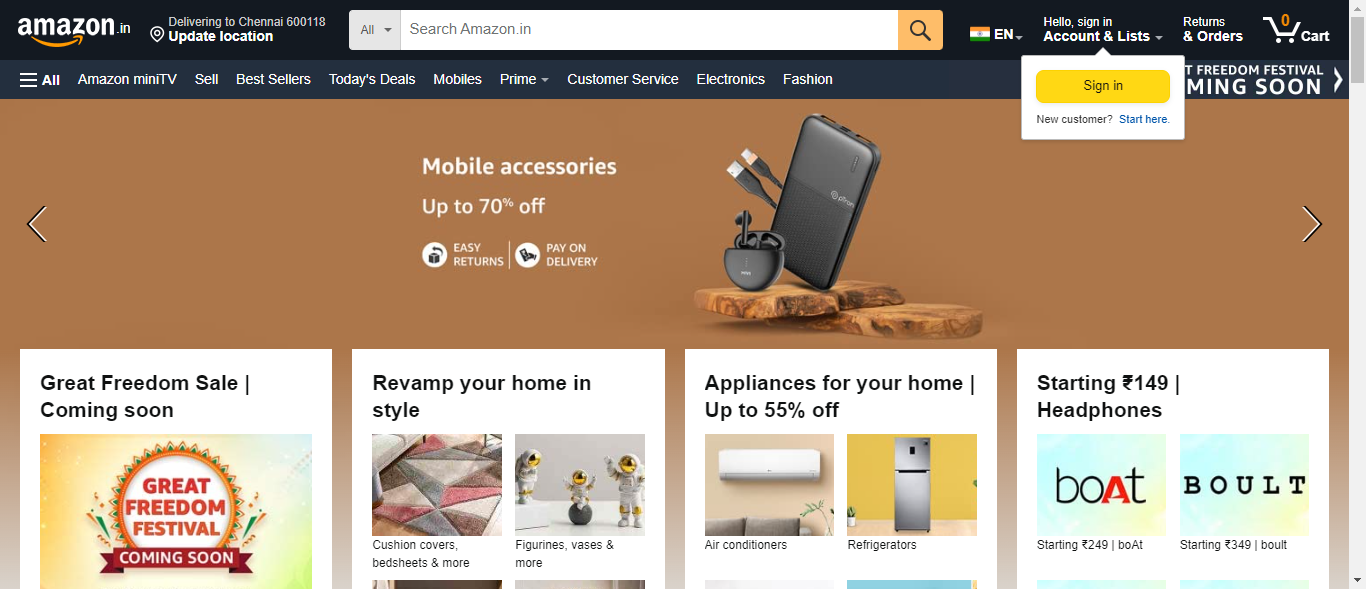 amazon.in
Delivering to Chennai 600118
Update location
All
Search Amazon.in
EN
Hello, sign in
Account & Lists
Returns
& Orders
0
Cart
All
Amazon miniTV
Sell
Best Sellers
Today's Deals
Mobiles
Prime
Customer Service
Electronics
Fashion
T FREEDOM FESTIVAL
MING SOON
Sign in
New customer? Start here.
Mobile accessories
Up to 70% off
EASY
RETURNS
PAY ON
DELIVERY
pTron
Great Freedom Sale |
Coming soon
GREAT
FREEDOM
FESTIVAL
COMING SOON
Revamp your home in
style
Cushion covers,
bedsheets & more
Figurines, vases &
more
Appliances for your home |
Up to 55% off
Air conditioners
Refrigerators
Starting ₹149 |
Headphones
boAt
Starting ₹249 | boAt
BOULT
Starting ₹349 | boult